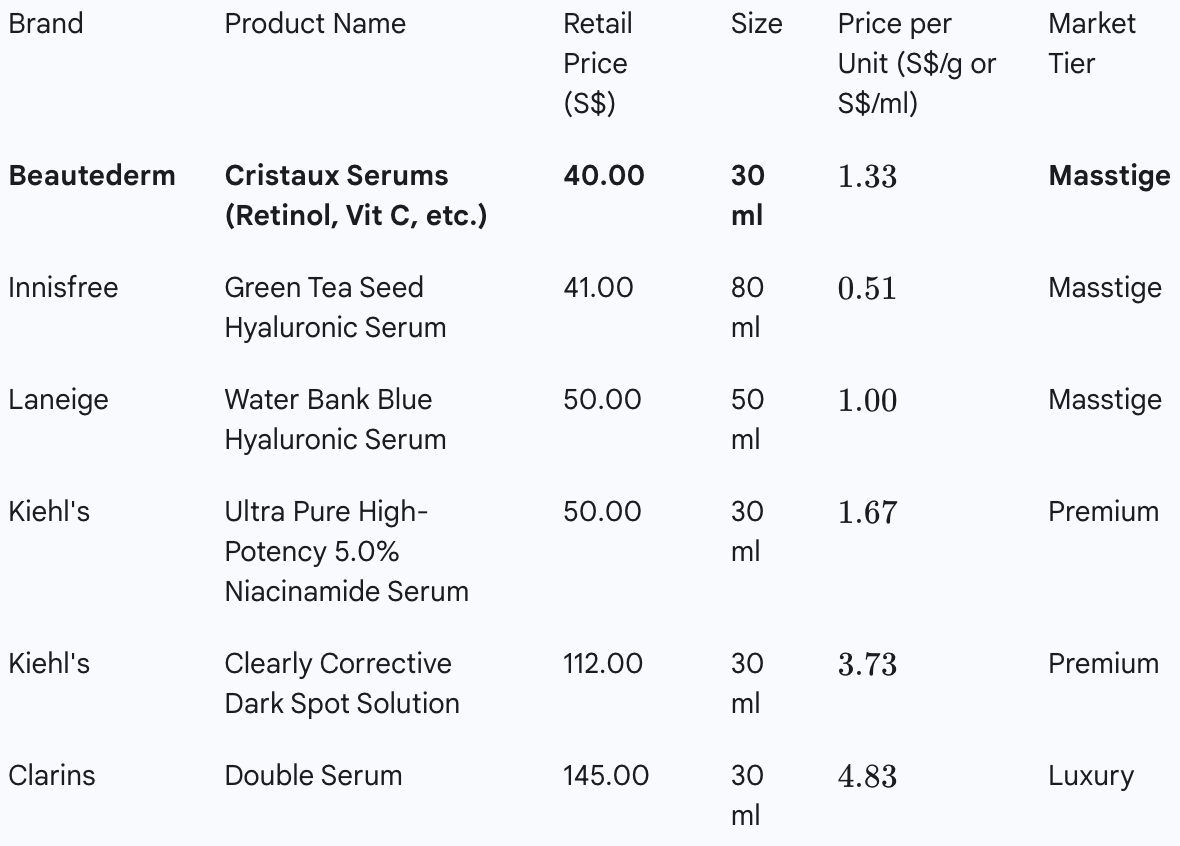 Brand Product Name Retail Size Price per Market
Price Unit (S$/g or Tier
(S$) S$/ml)
Beautederm Cristaux Serums 40.00 30 1.33 Masstige
(Retinol, Vit C, etc.) ml
Innisfree Green Tea Seed 41.00 80 0.51 Masstige
Hyaluronic Serum ml
Laneige Water Bank Blue 50.00 50 1.00 Masstige
Hyaluronic Serum ml
Kiehl's Ultra Pure High- 50.00 30 1.67 Premium
Potency 5.0% ml
Niacinamide Serum
Kiehl's Clearly Corrective 112.00 30 3.73 Premium
Dark Spot Solution ml
Clarins Double Serum 145.00 30 4.83 Luxury
ml